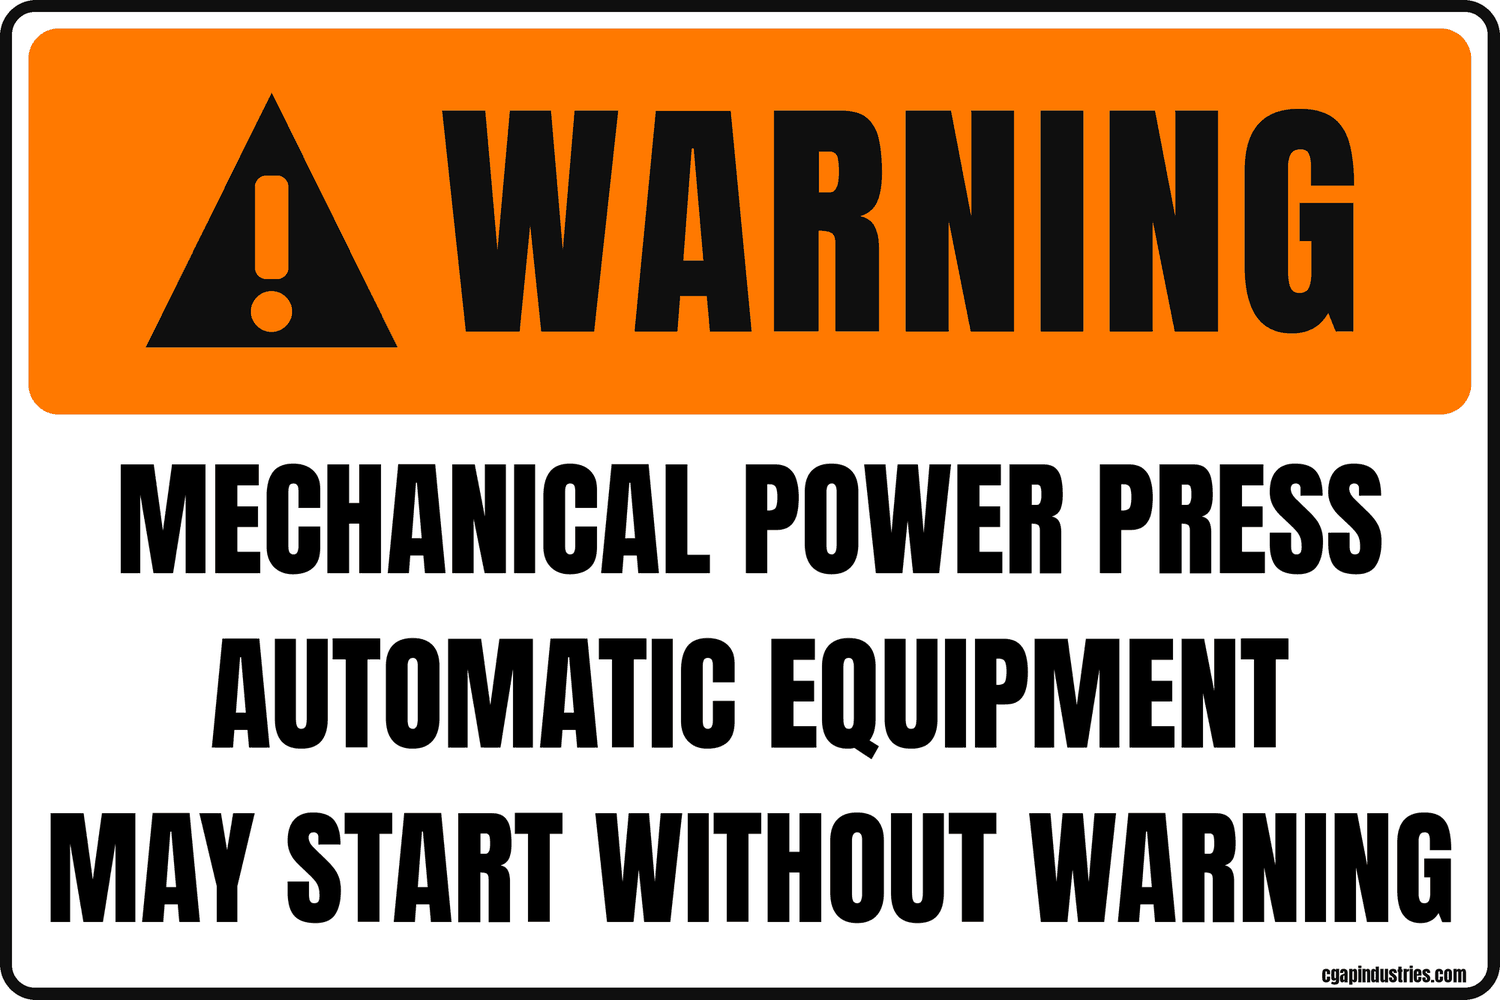 WARNING
MECHANICAL POWER PRESS
AUTOMATIC EQUIPMENT
MAY START WITHOUT WARNING
cgapindustries.com